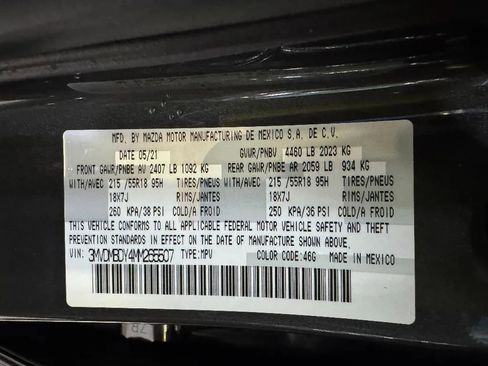 MFD. BY MAZDA MOTOR MANUFACTURING DE MEXICO S.A. DE C.V.
DATE 05/21 GVWR/PNBV 4460 LB 2023 KG
FRONT GAWR/PNBE AV 2407 LB 1092 KG REAR GAWR/PNBE AR 2059 LB 934 KG
WITH/AVEC 215 /55R18 95H TIRES/PNEUS WITH/AVEC 215 /55R18 95H TIRES/PNEUS
18X7J RIMS/JANTES 18X7J RIMS/JANTES
260 KPA/38 PSI COLD/A FROID 250 KPA/36 PSI COLD/A FROID
THIS VEHICLE CONFORMS TO ALL APPLICABLE FEDERAL MOTOR VEHICLE SAFETY AND THEFT
PREVENTION STANDARDS IN EFFECT ON THE DATE OF MANUFACTURE SHOWN ABOVE.
VIN: 3MVDMBDY4MM265507 TYPE:MPV COLOR CODE:46G MADE IN MEXICO